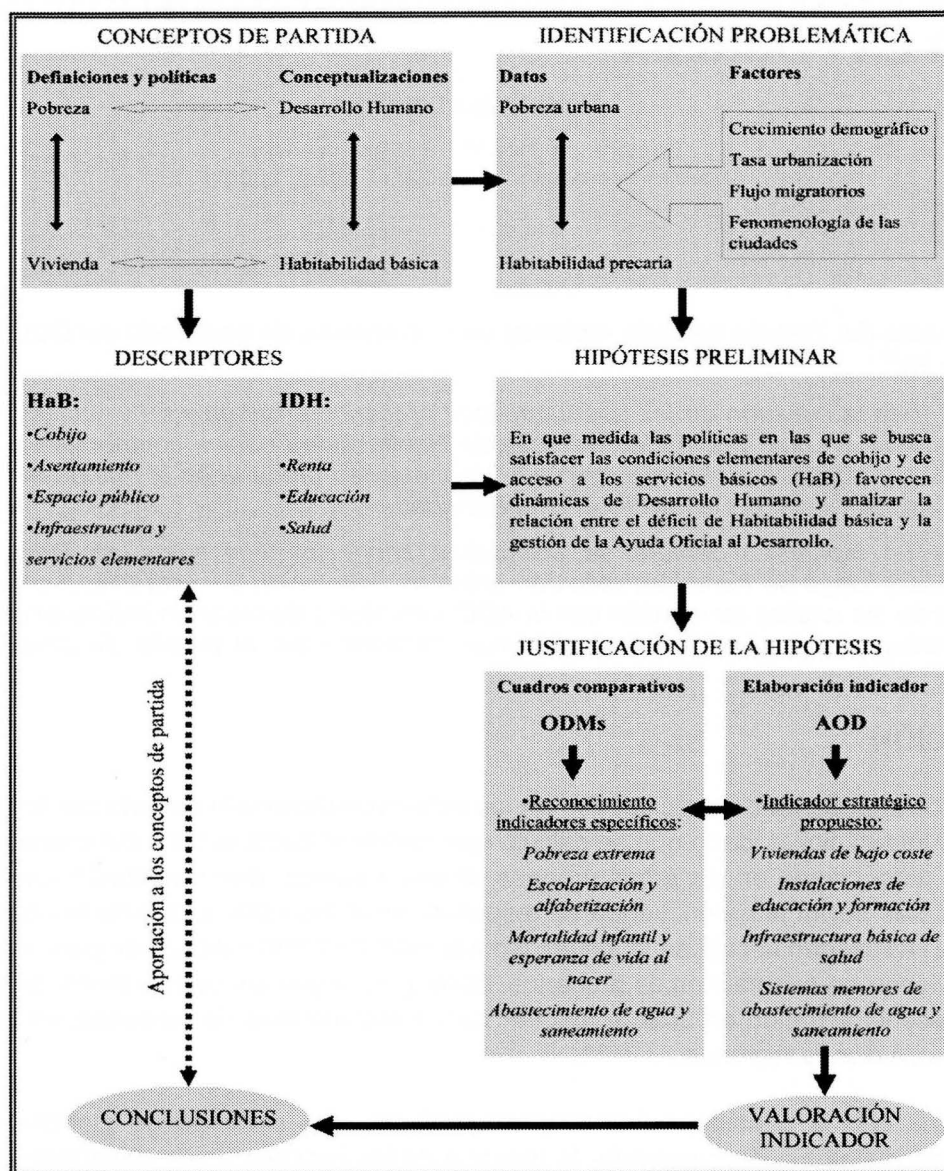 CONCEPTOS DE PARTIDA
Definiciones y políticas
Conceptualizaciones
Pobreza
Desarrollo Humano
Vivienda
Habitabilidad básica
IDENTIFICACIÓN PROBLEMÁTICA
Datos
Factores
Pobreza urbana
Crecimiento demográfico
Tasa urbanización
Flujo migratorios
Fenomenología de las
ciudades
Habitabilidad precaria
DESCRIPTORES
HaB:
•Cobijo
•Asentamiento
•Espacio público
•Infraestructura y
servicios elementares
IDH:
•Renta
•Educación
•Salud
HIPÓTESIS PRELIMINAR
En que medida las políticas en las que se busca
satisfacer las condiciones elementares de cobijo y de
acceso a los servicios básicos (HaB) favorecen
dinámicas de Desarrollo Humano y analizar la
relación entre el déficit de Habitabilidad básica y la
gestión de la Ayuda Oficial al Desarrollo.
JUSTIFICACIÓN DE LA HIPÓTESIS
Cuadros comparativos
ODMs
•Reconocimiento
indicadores específicos:
Pobreza extrema
Escolarización y
alfabetización
Mortalidad infantil y
esperanza de vida al
nacer
Abastecimiento de agua y
saneamiento
Elaboración indicador
AOD
•Indicador estratégico
propuesto:
Viviendas de bajo coste
Instalaciones de
educación y formación
Infraestructura básica de
salud
Sistemas menores de
abastecimiento de agua y
saneamiento
Aportación a los conceptos de partida
CONCLUSIONES
VALORACIÓN
INDICADOR